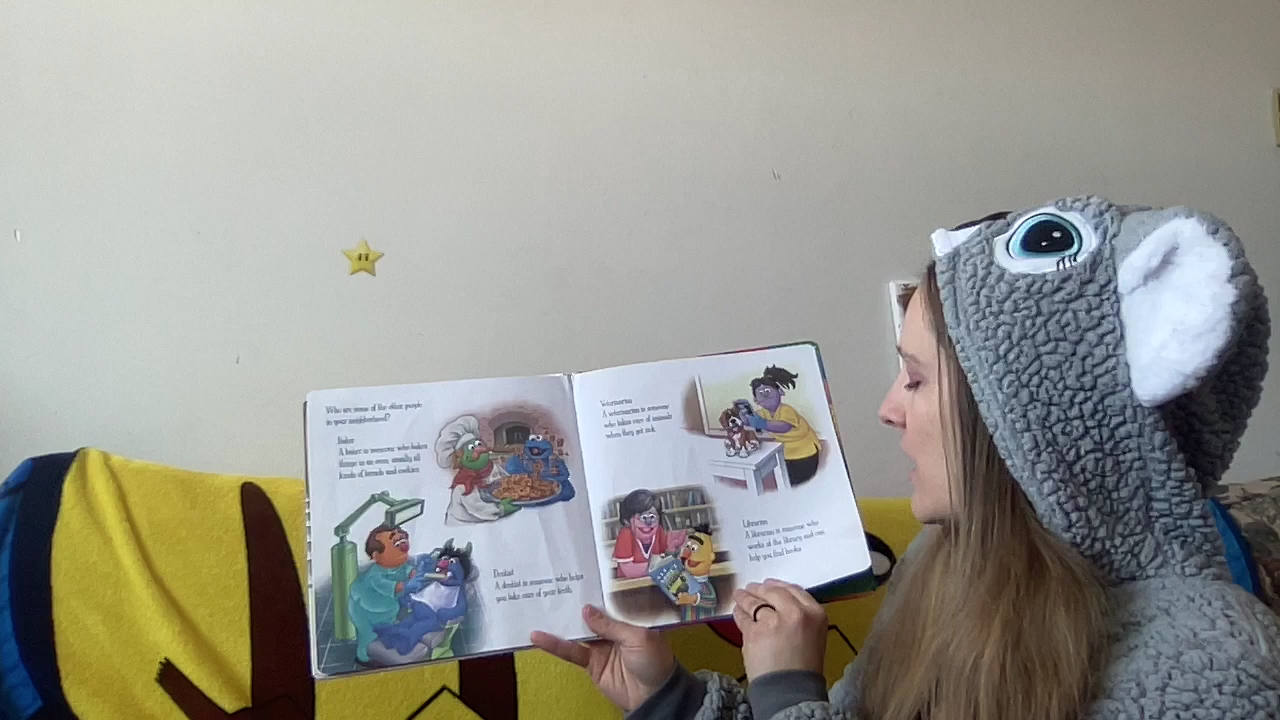 Who are some of the other people
in your neighborhood?
Baker
A baker is someone who bakes
things in an oven, usually all
kinds of breads and cookies.
Dentist
A dentist is someone who helps
you take care of your teeth.
Veterinarian
A veterinarian is someone
who takes care of animals
when they get sick.
Librarian
A librarian is someone who
works at the library and can
help you find books.